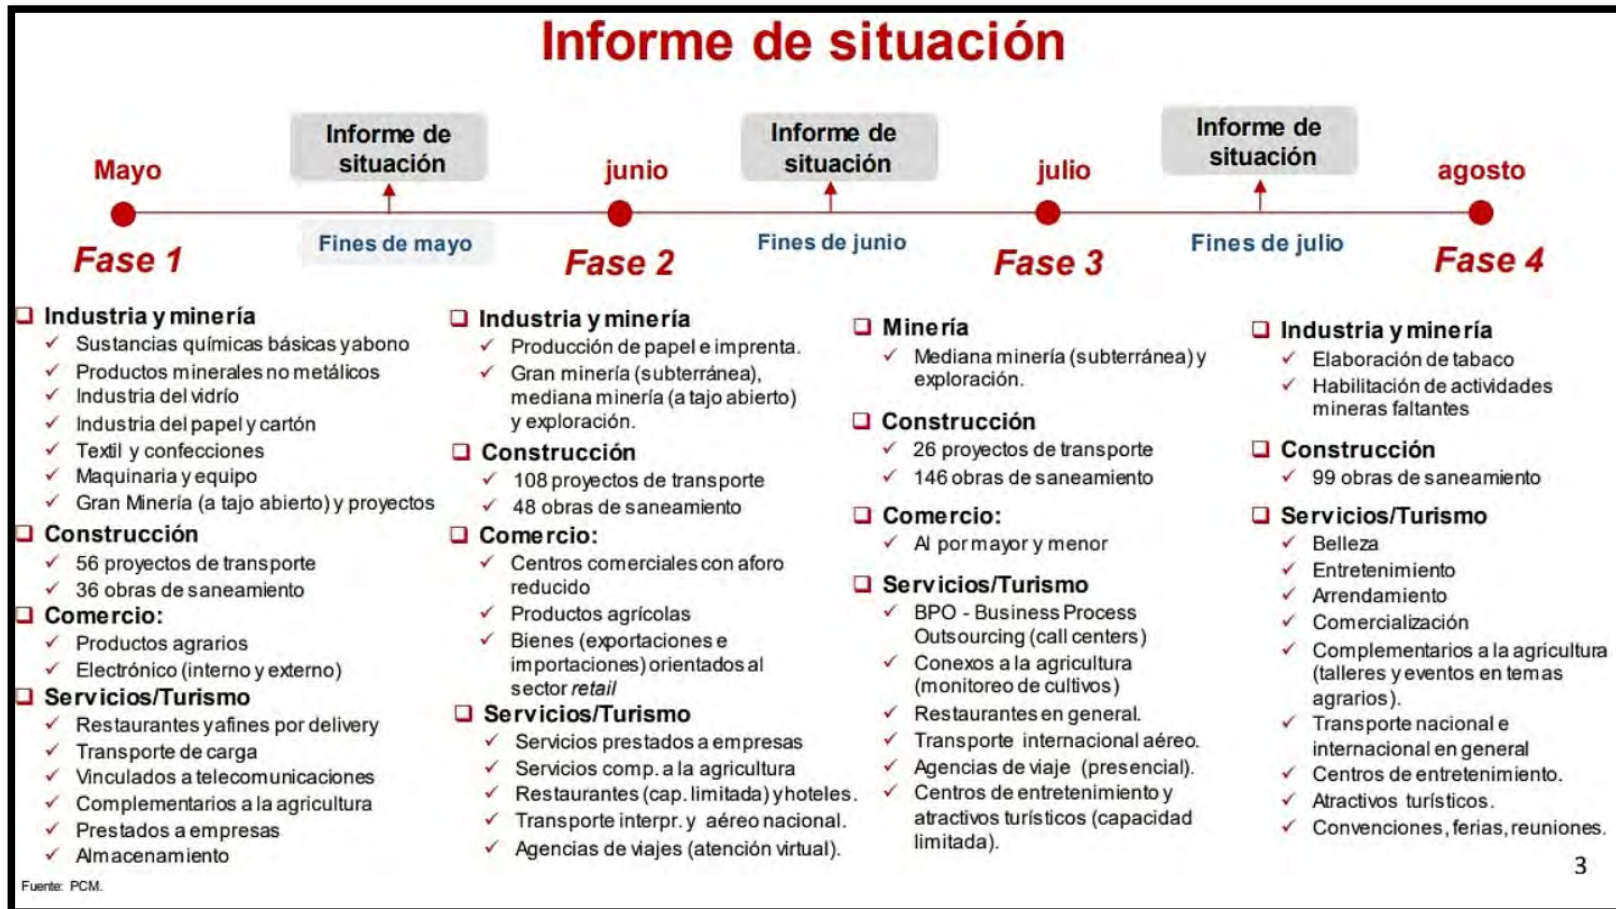 Informe de situación
Informe de
situación
Informe de
situación
Informe de
situación
Mayo
junio
julio
agosto
Fines de mayo
Fines de junio
Fines de julio
Fase 1
Fase 2
Fase 3
Fase 4
Industria y minería
Sustancias químicas básicas yabono
Productos minerales no metálicos
Industria del vidrío
Industria del papel y cartón
Textil y confecciones
Maquinaria y equipo
Gran Minería (a tajo abierto) y proyectos
Construcción
56 proyectos de transporte
36 obras de saneamiento
Comercio:
Productos agrarios
Electrónico (interno y externo)
Servicios/Turismo
Restaurantes yafines por delivery
Transporte de carga
Vinculados a telecomunicaciones
Complementarios a la agricultura
Prestados a empresas
Almacenamiento
Industria y minería
Producción de papel e imprenta.
Gran minería (subterránea),
mediana minería (a tajo abierto)
y exploración.
Construcción
108 proyectos de transporte
48 obras de saneamiento
Comercio:
Centros comerciales con aforo
reducido
Productos agrícolas
Bienes (exportaciones e
importaciones) orientados al
sector retail
Servicios/Turismo
Servicios prestados a empresas
Servicios comp. a la agricultura
Restaurantes (cap. limitada) y hoteles.
Transporte interpr. y aéreo nacional.
Agencias de viajes (atención virtual).
Minería
Mediana minería (subterránea) y
exploración.
Construcción
26 proyectos de transporte
146 obras de saneamiento
Comercio:
Al por mayor y menor
Servicios/Turismo
BPO - Business Process
Outsourcing (call centers)
Conexos a la agricultura
(monitoreo de cultivos)
Restaurantes en general.
Transporte internacional aéreo.
Agencias de viaje (presencial).
Centros de entretenimiento y
atractivos turísticos (capacidad
limitada).
Industria y minería
Elaboración de tabaco
Habilitación de actividades
mineras faltantes
Construcción
99 obras de saneamiento
Servicios/Turismo
Belleza
Entretenimiento
Arrendamiento
Comercialización
Complementarios a la agricultura
(talleres y eventos en temas
agrarios).
Transporte nacional e
internacional en general
Centros de entretenimiento.
Atractivos turísticos.
Convenciones, ferias, reuniones.
3
Fuente: PCM.